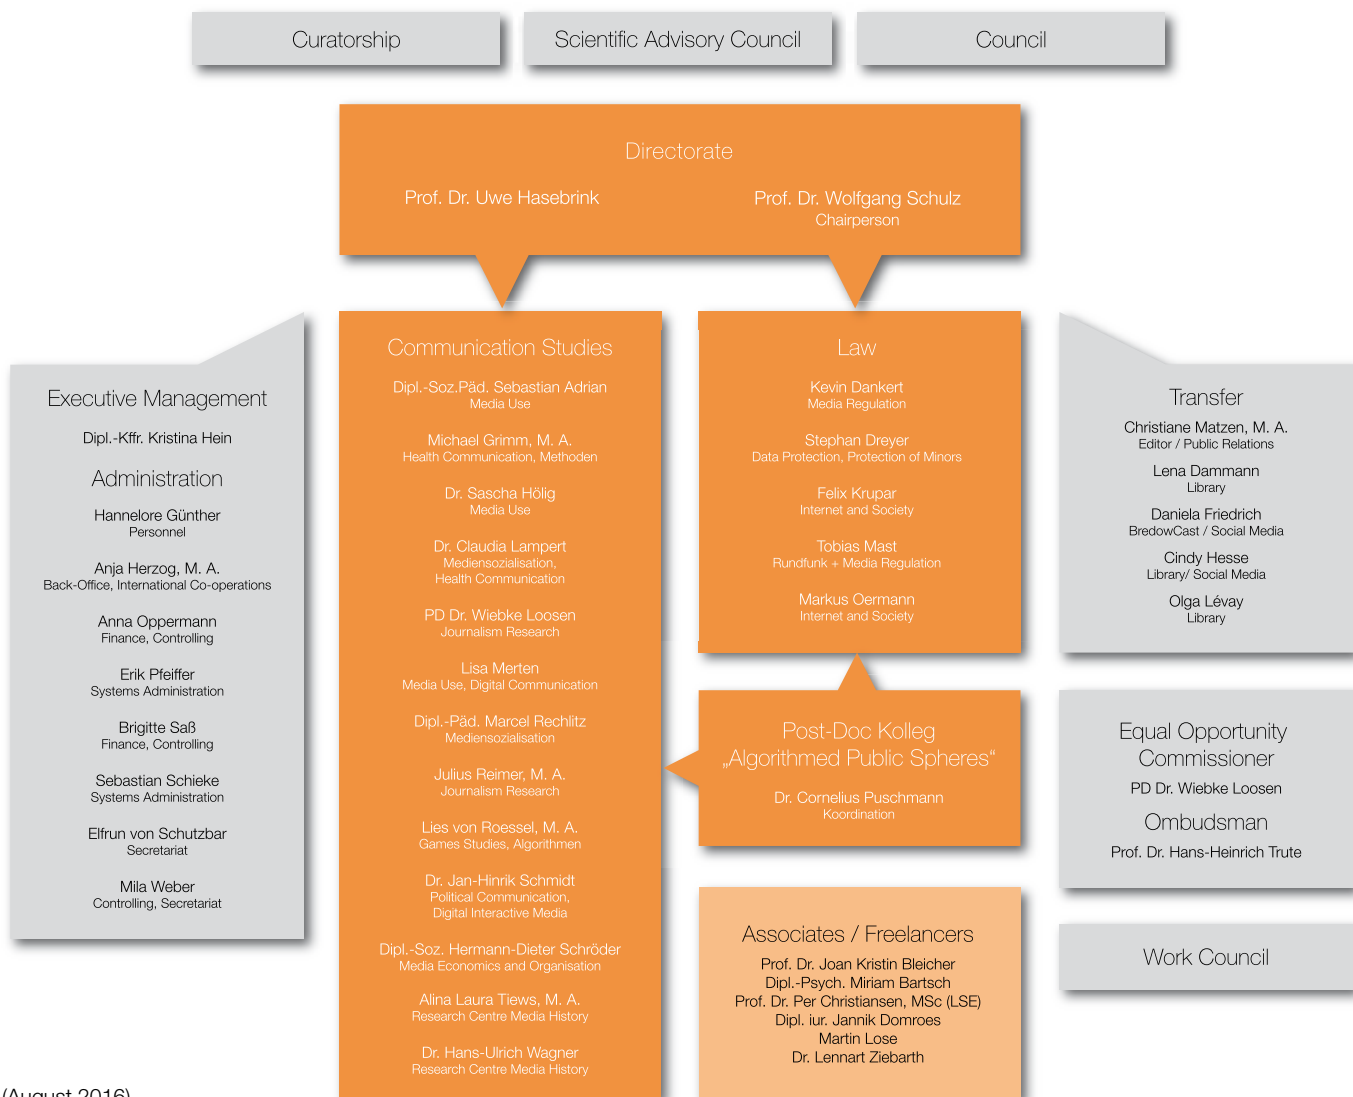 Curatorship
Scientific Advisory Council
Council
Directorate
Prof. Dr. Uwe Hasebrink
Prof. Dr. Wolfgang Schulz
Chairperson
Executive Management
Dipl.-Kffr. Kristina Hein
Administration
Hannelore Günther
Personnel
Anja Herzog, M. A.
Back-Office, International Co-operations
Anna Oppermann
Finance, Controlling
Erik Pfeiffer
Systems Administration
Brigitte Saß
Finance, Controlling
Sebastian Schieke
Systems Administration
Elfrun von Schutzbar
Secretariat
Mila Weber
Controlling, Secretariat
Communication Studies
Dipl.-Soz.Päd. Sebastian Adrian
Media Use
Michael Grimm, M. A.
Health Communication, Methoden
Dr. Sascha Hölig
Media Use
Dr. Claudia Lampert
Mediensozialisation,
Health Communication
PD Dr. Wiebke Loosen
Journalism Research
Lisa Merten
Media Use, Digital Communication
Dipl.-Päd. Marcel Rechlitz
Mediensozialisation
Julius Reimer, M. A.
Journalism Research
Lies von Roessel, M. A.
Games Studies, Algorithmen
Dr. Jan-Hinrik Schmidt
Political Communication,
Digital Interactive Media
Dipl.-Soz. Hermann-Dieter Schröder
Media Economics and Organisation
Alina Laura Tiews, M. A.
Research Centre Media History
Dr. Hans-Ulrich Wagner
Research Centre Media History
Law
Kevin Dankert
Media Regulation
Stephan Dreyer
Data Protection, Protection of Minors
Felix Krupar
Internet and Society
Tobias Mast
Rundfunk + Media Regulation
Markus Oermann
Internet and Society
Post-Doc Kolleg
„Algorithmed Public Spheres“
Dr. Cornelius Puschmann
Koordination
Associates / Freelancers
Prof. Dr. Joan Kristin Bleicher
Dipl.-Psych. Miriam Bartsch
Prof. Dr. Per Christiansen, MSc (LSE)
Dipl. iur. Jannik Domroes
Martin Lose
Dr. Lennart Ziebarth
Transfer
Christiane Matzen, M. A.
Editor / Public Relations
Lena Dammann
Library
Daniela Friedrich
BredowCast / Social Media
Cindy Hesse
Library/ Social Media
Olga Lévay
Library
Equal Opportunity
Commissioner
PD Dr. Wiebke Loosen
Ombudsman
Prof. Dr. Hans-Heinrich Trute
Work Council
(August 2016)